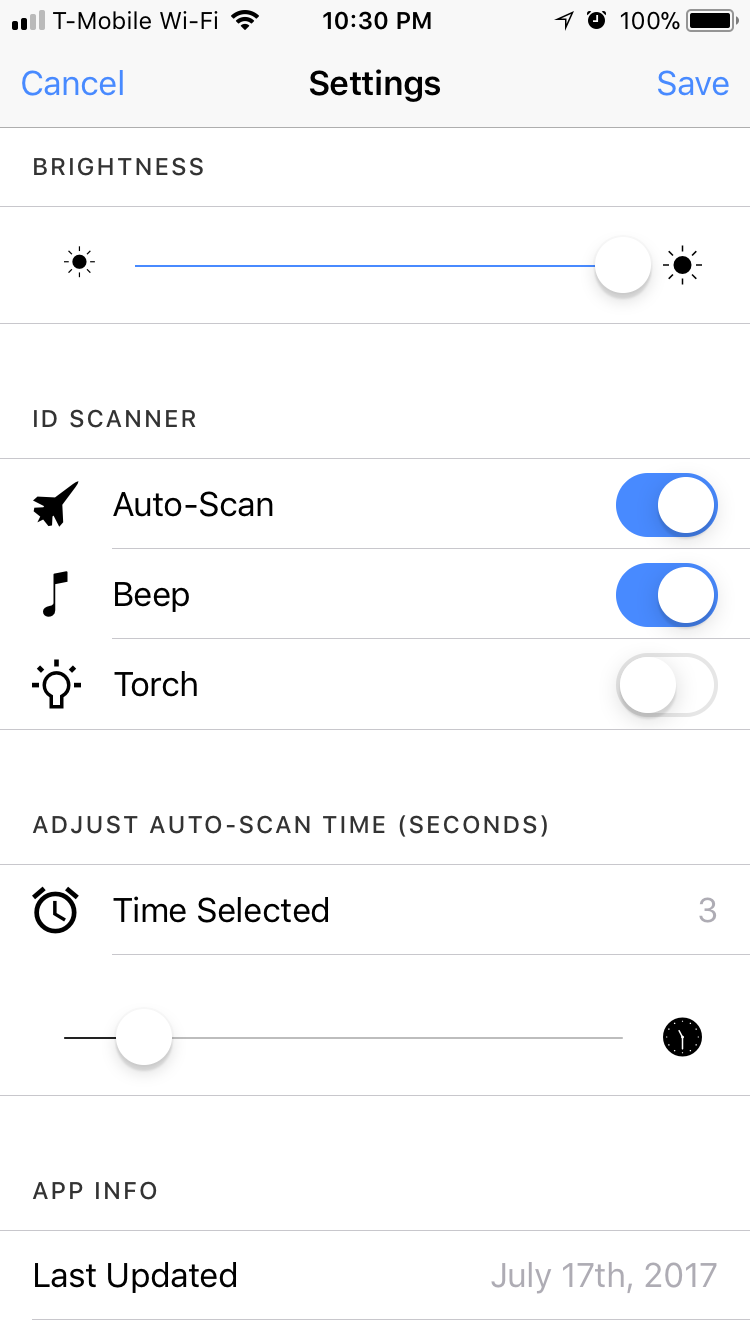 T-Mobile Wi-Fi 10:30 PM 100%
Cancel Settings Save
BRIGHTNESS
ID SCANNER
Auto-Scan
Beep
Torch
ADJUST AUTO-SCAN TIME (SECONDS)
Time Selected 3
APP INFO
Last Updated July 17th, 2017